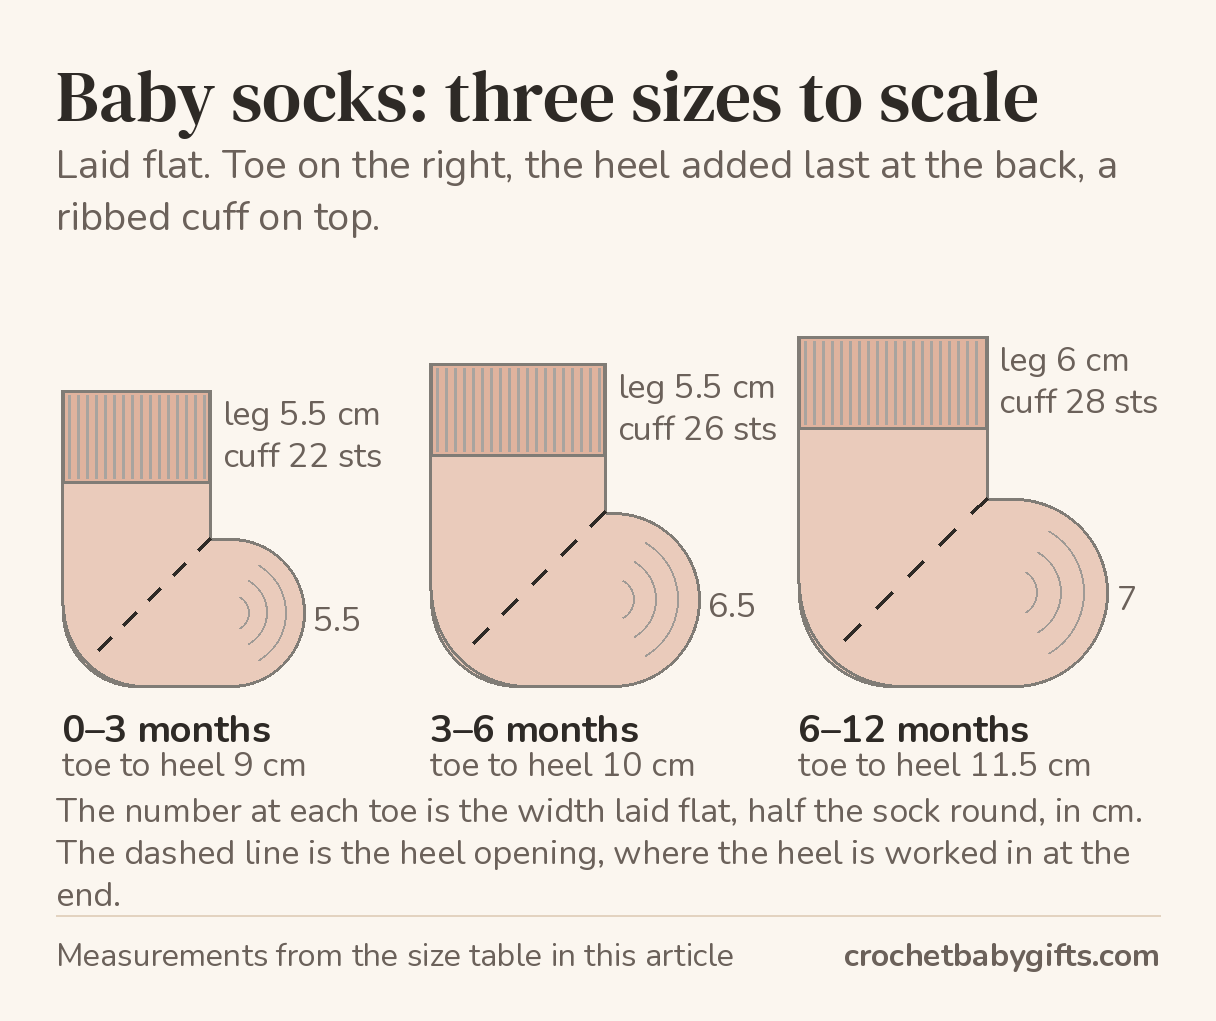 Baby socks: three sizes to scale
Laid flat. Toe on the right, the heel added last at the back, a
ribbed cuff on top.
leg 5.5 cm
cuff 22 sts
5.5
0–3 months
toe to heel 9 cm
leg 5.5 cm
cuff 26 sts
6.5
3–6 months
toe to heel 10 cm
leg 6 cm
cuff 28 sts
7
6–12 months
toe to heel 11.5 cm
The number at each toe is the width laid flat, half the sock round, in cm.
The dashed line is the heel opening, where the heel is worked in at the
end.
Measurements from the size table in this article
crochetbabygifts.com